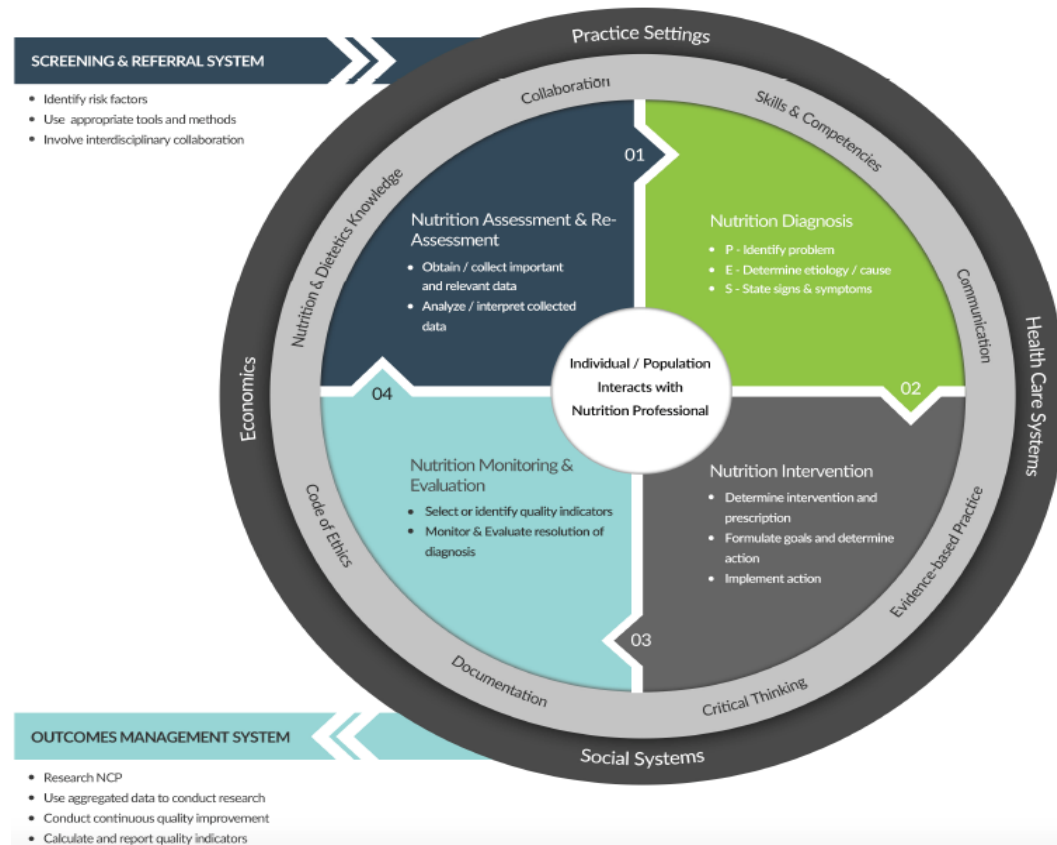 Practice Settings
SCREENING & REFERRAL SYSTEM
Identify risk factors
Use appropriate tools and methods
Involve interdisciplinary collaboration
Collaboration
Skills & Competencies
Nutrition & Dietetics Knowledge
Communication
Economics
Health Care Systems
Code of Ethics
Evidence-based Practice
Documentation
Critical Thinking
Social Systems
01
Nutrition Assessment & Re-
Assessment
• Obtain / collect important
and relevant data
• Analyze / interpret collected
data
Nutrition Diagnosis
• P - Identify problem
• E - Determine etiology / cause
• S - State signs & symptoms
Individual / Population
Interacts with
Nutrition Professional
02
04
Nutrition Monitoring &
Evaluation
• Select or identify quality indicators
• Monitor & Evaluate resolution of
diagnosis
Nutrition Intervention
• Determine intervention and
prescription
• Formulate goals and determine
action
• Implement action
03
OUTCOMES MANAGEMENT SYSTEM
• Research NCP
• Use aggregated data to conduct research
• Conduct continuous quality improvement
• Calculate and report quality indicators